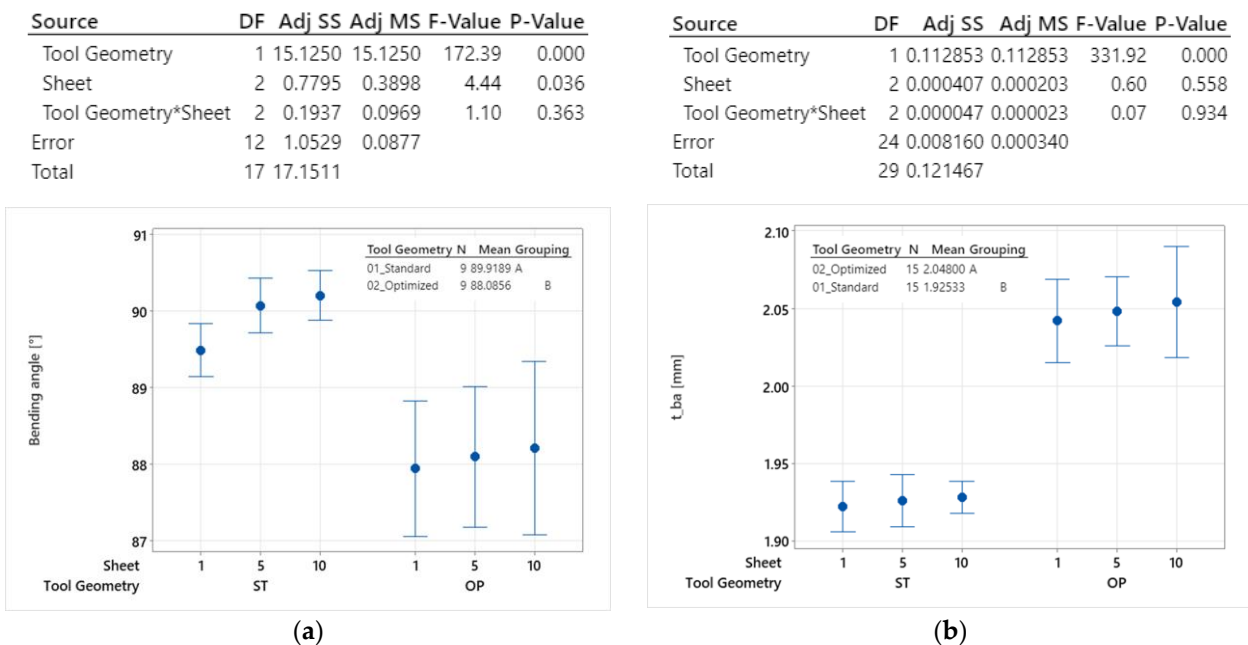 Source DF Adj SS Adj MS F-Value P-Value
Tool Geometry 1 15.1250 15.1250 172.39 0.000
Sheet 2 0.7795 0.3898 4.44 0.036
Tool Geometry*Sheet 2 0.1937 0.0969 1.10 0.363
Error 12 1.0529 0.0877
Total 17 17.1511
91
90
89
88
87
Bending angle [°]
Tool Geometry N Mean Grouping
01_Standard 9 89.9189 A
02_Optimized 9 88.0856 B
Sheet 1 5 10 1 5 10
Tool Geometry ST OP
(a)
Source DF Adj SS Adj MS F-Value P-Value
Tool Geometry 1 0.112853 0.112853 331.92 0.000
Sheet 2 0.000407 0.000203 0.60 0.558
Tool Geometry*Sheet 2 0.000047 0.000023 0.07 0.934
Error 24 0.008160 0.000340
Total 29 0.121467
2.10
2.05
2.00
1.95
1.90
t_ba [mm]
Tool Geometry N Mean Grouping
02_Optimized 15 2.04800 A
01_Standard 15 1.92533 B
Sheet 1 5 10 1 5 10
Tool Geometry ST OP
(b)